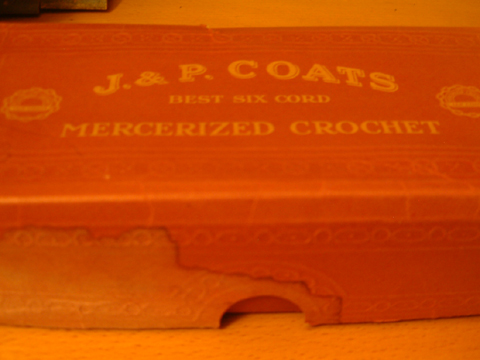 J. & P. COATS
BEST SIX CORD
MERCERIZED CROCHET